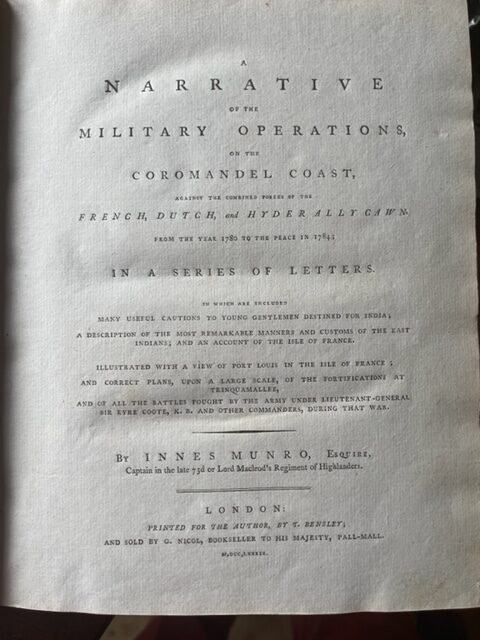 A
NARRATIVE
OF THE
MILITARY OPERATIONS,
ON THE
COROMANDEL COAST,
AGAINST THE COMBINED FORCES OF THE
FRENCH, DUTCH, and HYDER ALLY CAWN,
FROM THE YEAR 1780 TO THE PEACE IN 1784;
IN A SERIES OF LETTERS.
IN WHICH ARE INCLUDED
MANY USEFUL CAUTIONS TO YOUNG GENTLEMEN DESTINED FOR INDIA;
A DESCRIPTION OF THE MOST REMARKABLE MANNERS AND CUSTOMS OF THE EAST
INDIANS; AND AN ACCOUNT OF THE ISLE OF FRANCE.
ILLUSTRATED WITH A VIEW OF PORT LOUIS IN THE ISLE OF FRANCE;
AND CORRECT PLANS, UPON A LARGE SCALE, OF THE FORTIFICATIONS AT
TRINQUAMALLEE,
AND OF ALL THE BATTLES FOUGHT BY THE ARMY UNDER LIEUTENANT-GENERAL
SIR EYRE COOTE, K. B. AND OTHER COMMANDERS, DURING THAT WAR.
By INNES MUNRO, Esquire,
Captain in the late 73d or Lord Macleod's Regiment of Highlanders.
LONDON:
PRINTED FOR THE AUTHOR, BY T. BENSLEY;
AND SOLD BY G. NICOL, BOOKSELLER TO HIS MAJESTY, PALL-MALL.
M,DCC,LXXXIX.